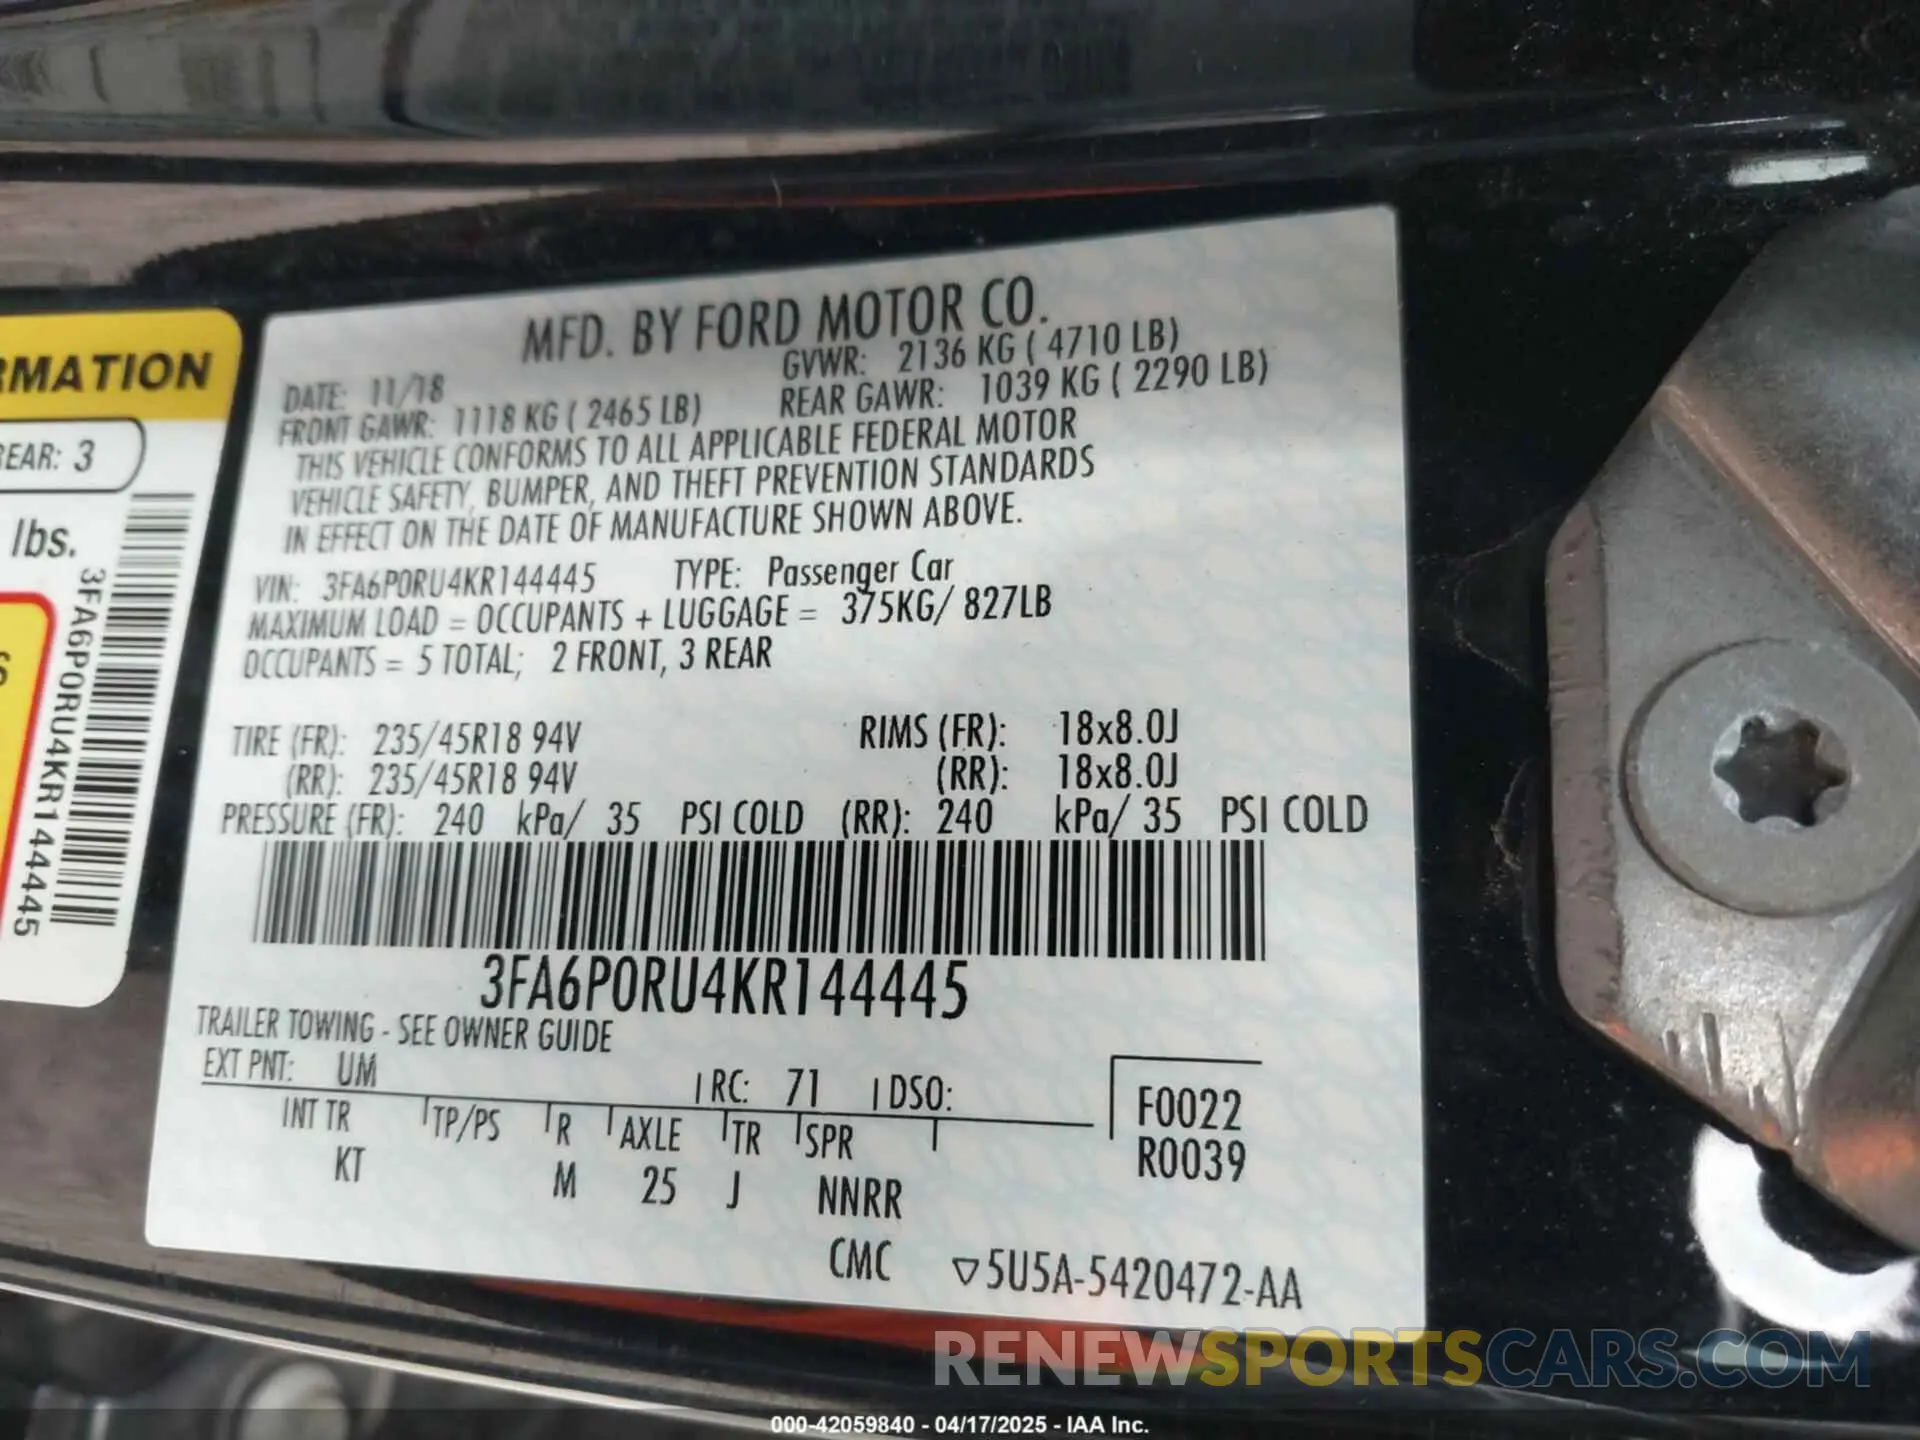 MFD. BY FORD MOTOR CO.
DATE: 11/18 GVWR: 2136 KG ( 4710 LB)
FRONT GAWR: 1118 KG ( 2465 LB) REAR GAWR: 1039 KG ( 2290 LB)
THIS VEHICLE CONFORMS TO ALL APPLICABLE FEDERAL MOTOR
VEHICLE SAFETY, BUMPER, AND THEFT PREVENTION STANDARDS
IN EFFECT ON THE DATE OF MANUFACTURE SHOWN ABOVE.
VIN: 3FA6P0RU4KR144445 TYPE: Passenger Car
MAXIMUM LOAD = OCCUPANTS + LUGGAGE = 375KG/ 827LB
OCCUPANTS = 5 TOTAL; 2 FRONT, 3 REAR
TIRE (FR): 235/45R18 94V RIMS (FR): 18x8.0J
(RR): 235/45R18 94V (RR): 18x8.0J
PRESSURE (FR): 240 kPa/ 35 PSI COLD (RR): 240 kPa/ 35 PSI COLD
3FA6P0RU4KR144445
TRAILER TOWING - SEE OWNER GUIDE
EXT PNT: UM RC: 71 DSO:
F0022
R0039
INT TR TP/PS R AXLE TR SPR
KT M 25 J NNRR
CMC ▽5U5A-5420472-AA
RMATION
REAR: 3
lbs.
3FA6P0RU4KR144445
RENEWSPORTSCARS.COM
000-42059840 - 04/17/2025 - IAA Inc.